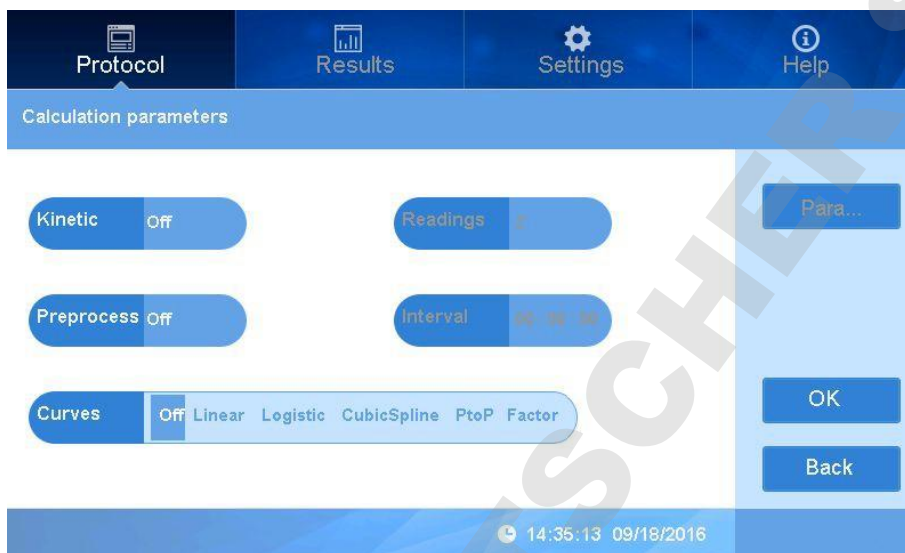 Protocol
Results
Settings
Help
Calculation parameters
Kinetic Off
Readings
Para...
Preprocess Off
Interval
Curves Off Linear Logistic CubicSpline PtoP Factor
OK
Back
14:35:13 09/18/2016